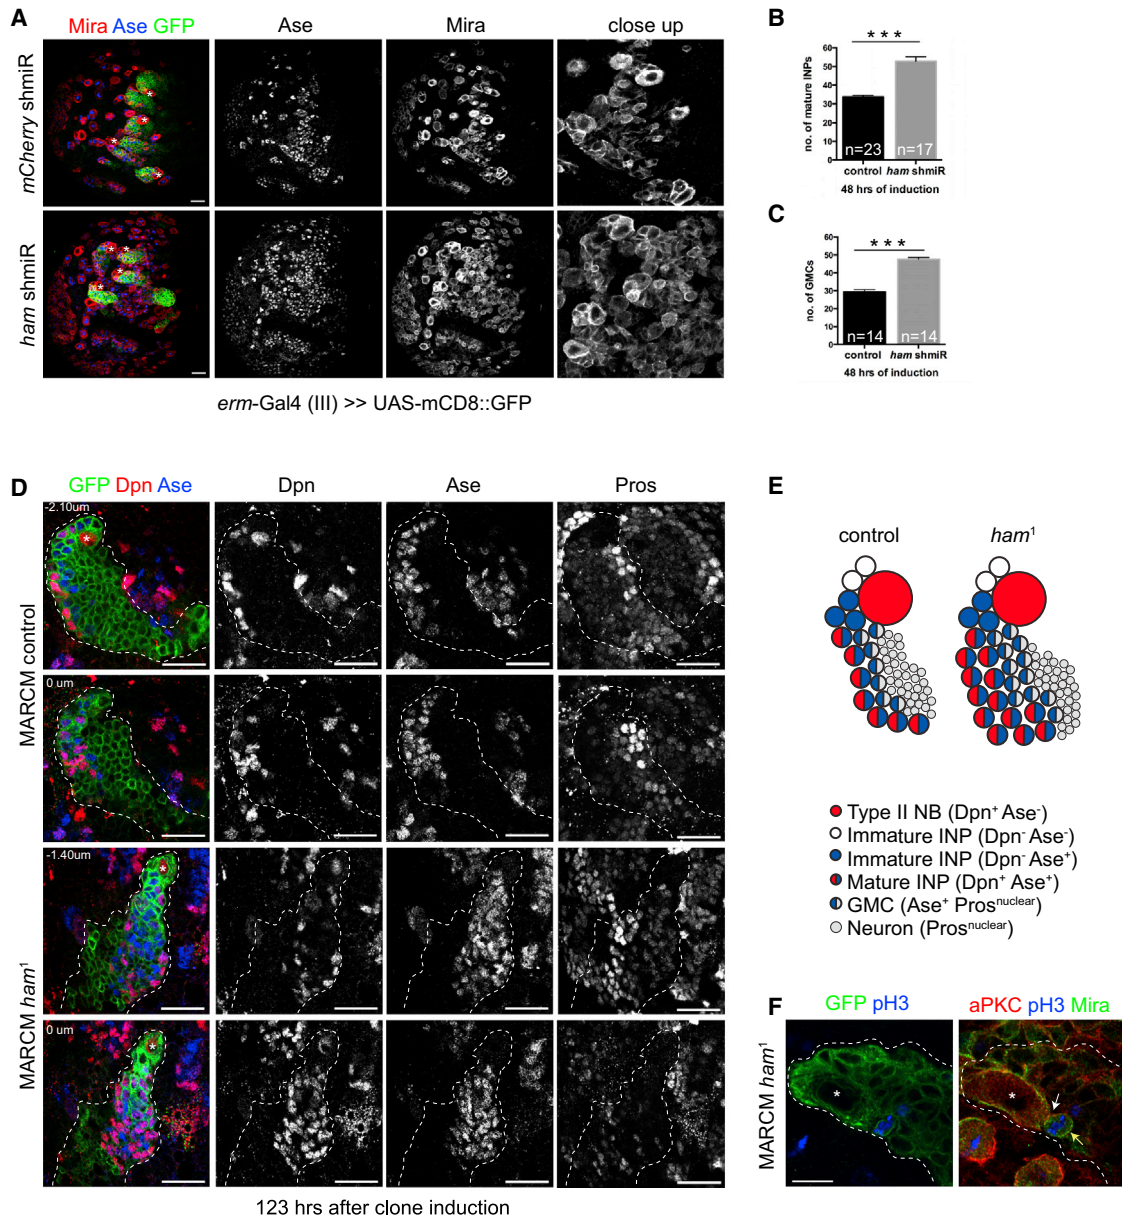 A
Mira Ase GFP
Ase
Mira
close up
mCherry shmiR
ham shmiR
erm-Gal4 (III) >> UAS-mCD8::GFP
B
***
no. of mature INPs
60
50
40
30
20
10
0
n=23
n=17
control
ham shmiR
48 hrs of induction
C
***
no. of GMCs
60
50
40
30
20
10
0
n=14
n=14
control
ham shmiR
48 hrs of induction
D
GFP Dpn Ase
Dpn
Ase
Pros
MARCM control
-2.10um
0 um
MARCM ham¹
-1.40um
0 um
123 hrs after clone induction
E
control
ham¹
Type II NB (Dpn⁺ Ase⁻)
Immature INP (Dpn⁻ Ase⁻)
Immature INP (Dpn⁻ Ase⁺)
Mature INP (Dpn⁺ Ase⁺)
GMC (Ase⁺ Prosⁿᵘᶜˡᵉᵃʳ)
Neuron (Prosⁿᵘᶜˡᵉᵃʳ)
F
GFP pH3
aPKC pH3 Mira
MARCM ham¹